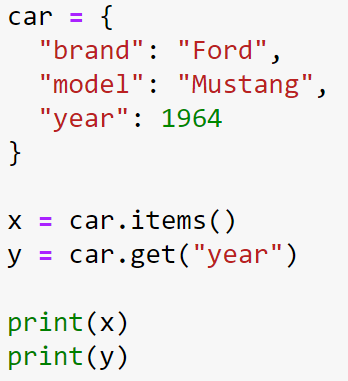 car = {
  "brand": "Ford",
  "model": "Mustang",
  "year": 1964
}

x = car.items()
y = car.get("year")

print(x)
print(y)